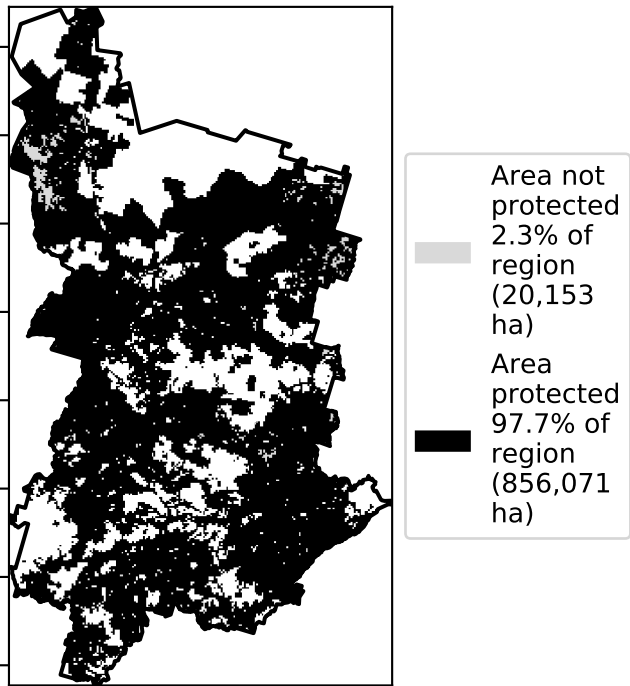 Area not
protected
2.3% of
region
(20,153
ha)
Area
protected
97.7% of
region
(856,071
ha)